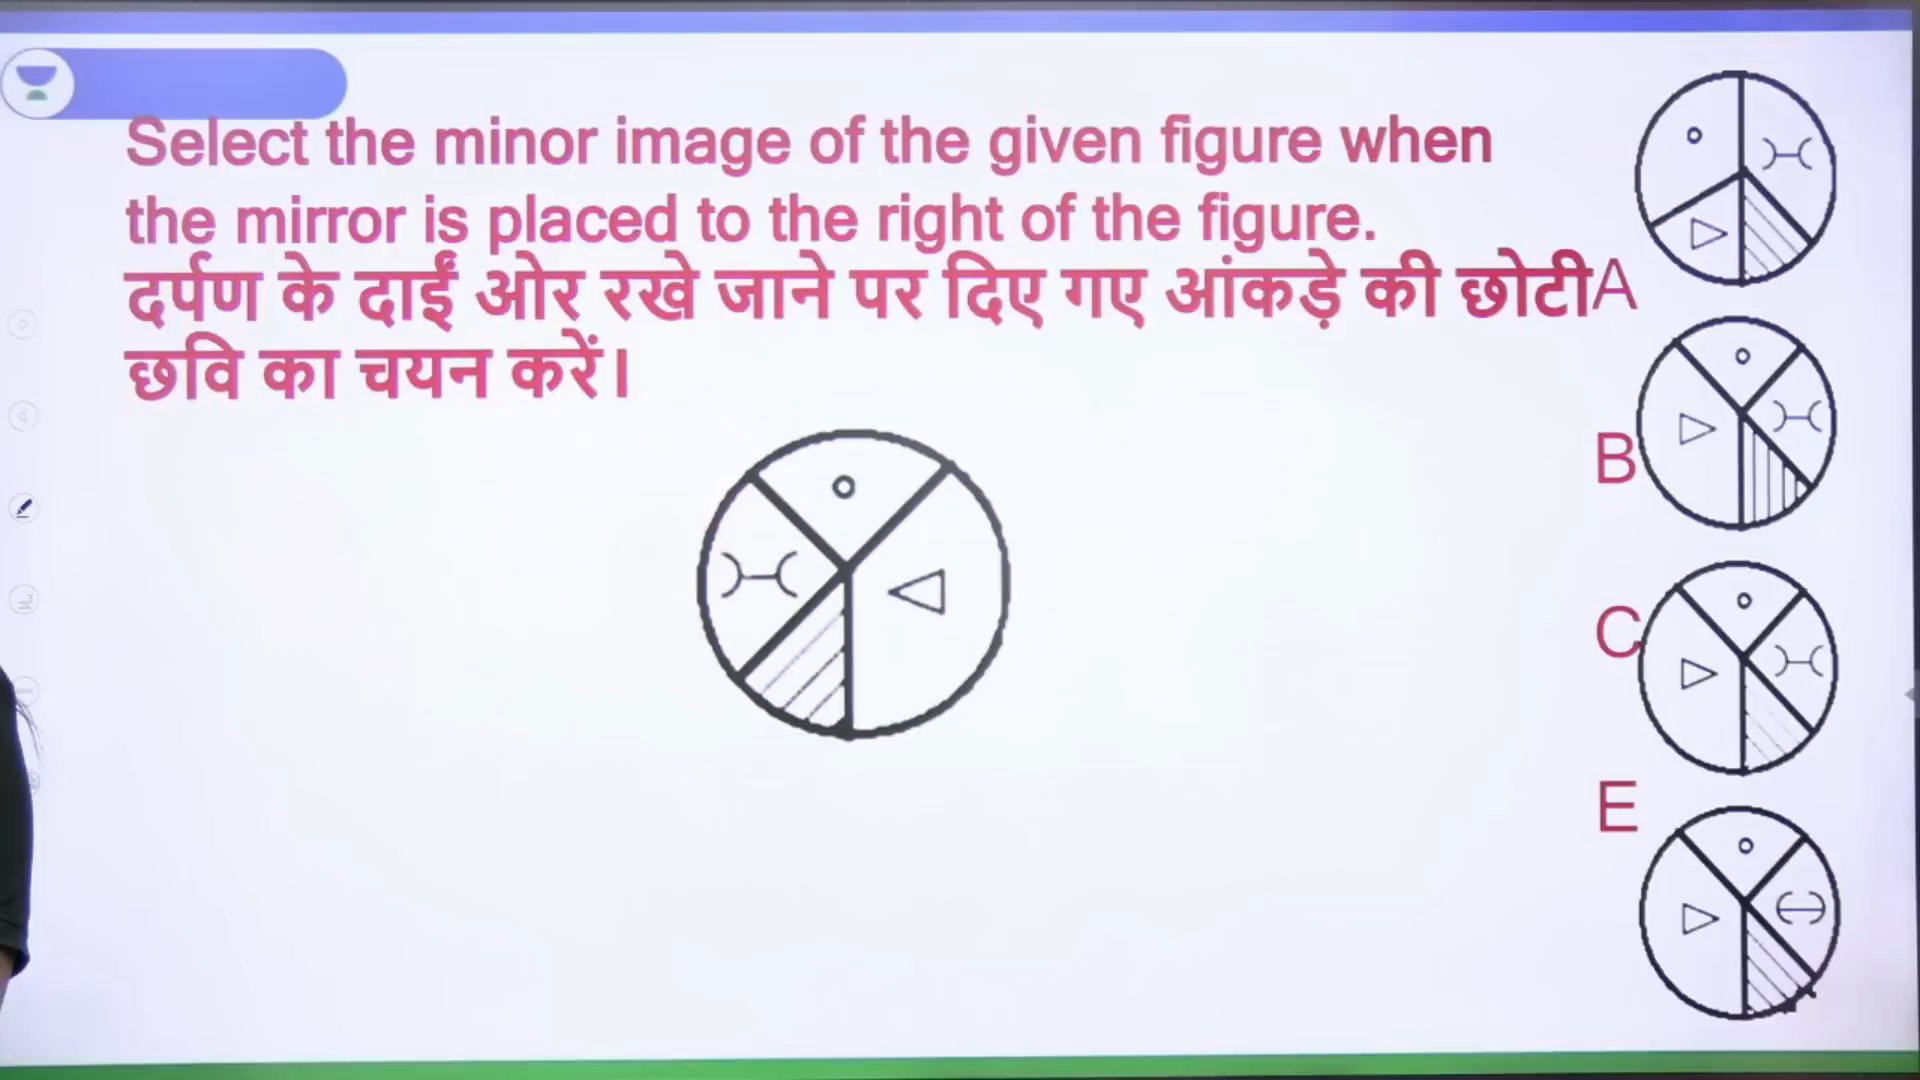 Select the minor image of the given figure when
the mirror is placed to the right of the figure.
दर्पण के दाईं ओर रखे जाने पर दिए गए आंकड़े की छोटी
छवि का चयन करें।
A
B
C
E